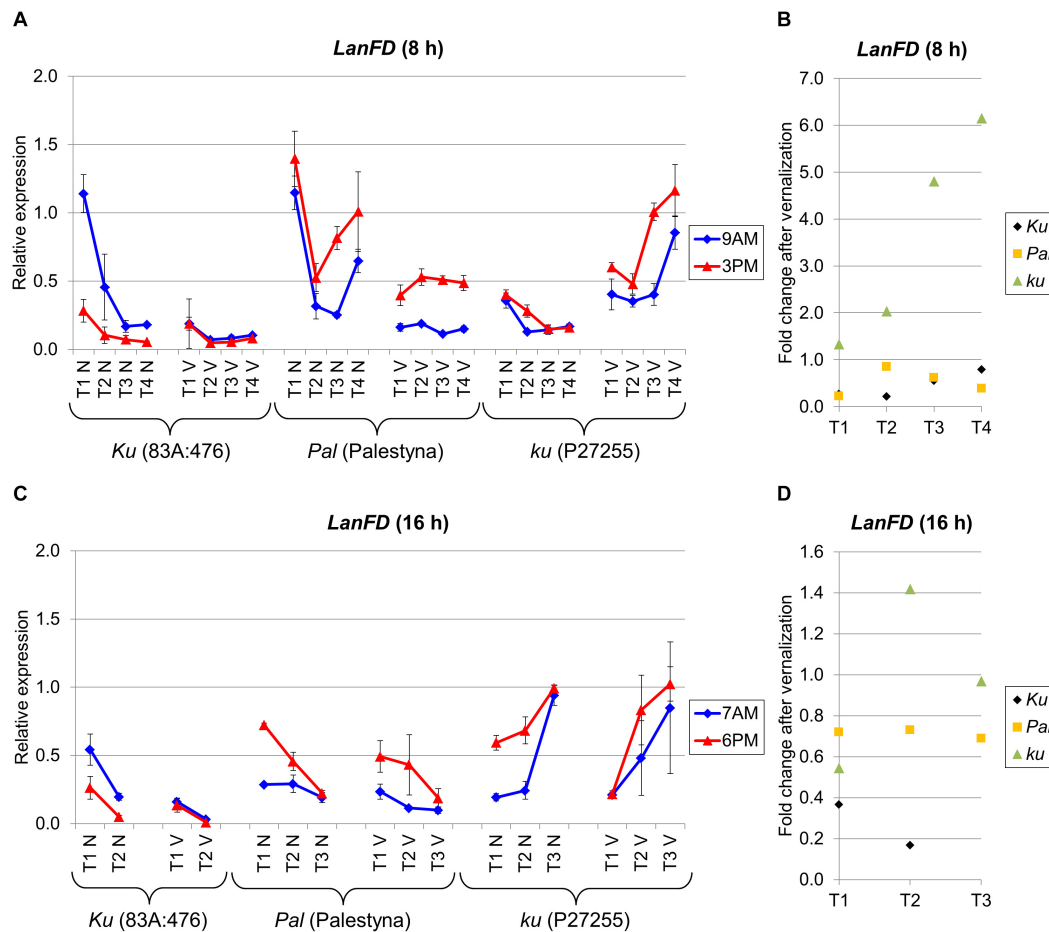 A
LanFD (8 h)
Relative expression
2.0
1.5
1.0
0.5
0.0
T1 N
T2 N
T3 N
T4 N
T1 V
T2 V
T3 V
T4 V
T1 N
T2 N
T3 N
T4 N
T1 V
T2 V
T3 V
T4 V
T1 N
T2 N
T3 N
T4 N
T1 V
T2 V
T3 V
T4 V
Ku (83A:476)
Pal (Palestyna)
ku (P27255)
9AM
3PM
B
LanFD (8 h)
Fold change after vernalization
7.0
6.0
5.0
4.0
3.0
2.0
1.0
0.0
T1 T2 T3 T4
Ku
Pal
ku
C
LanFD (16 h)
Relative expression
2.0
1.5
1.0
0.5
0.0
T1 N
T2 N
T1 V
T2 V
T1 N
T2 N
T3 N
T1 V
T2 V
T3 V
T1 N
T2 N
T3 N
T1 V
T2 V
T3 V
Ku (83A:476)
Pal (Palestyna)
ku (P27255)
7AM
6PM
D
LanFD (16 h)
Fold change after vernalization
1.6
1.4
1.2
1.0
0.8
0.6
0.4
0.2
0.0
T1 T2 T3
Ku
Pal
ku